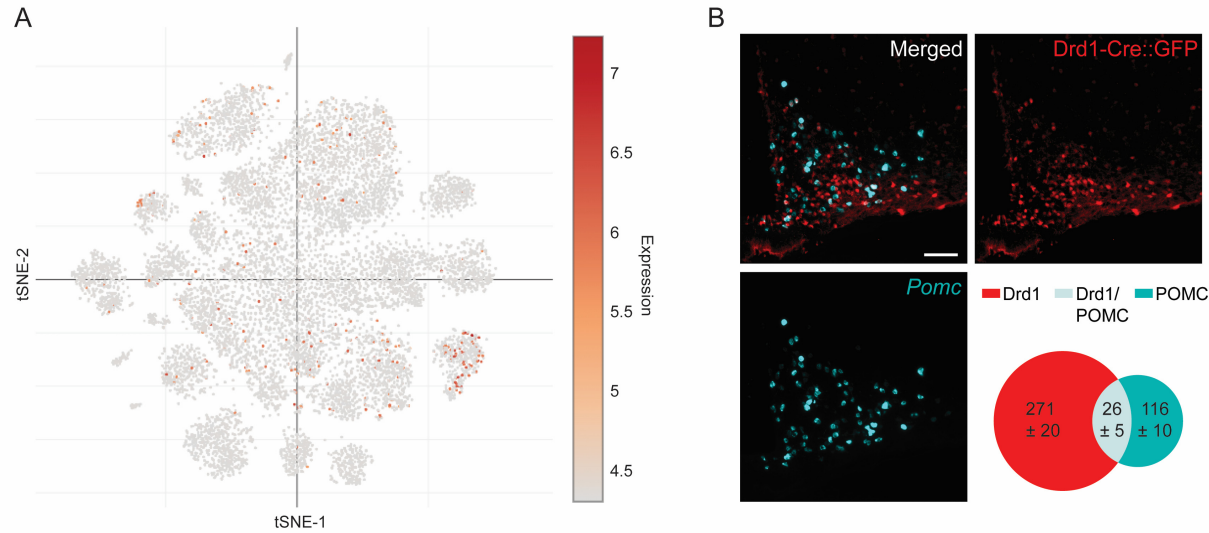 A
tSNE-2
tSNE-1
7
6.5
6
5.5
5
4.5
Expression
B
Merged
Drd1-Cre::GFP
Pomc
Drd1
Drd1/
POMC
POMC
271
± 20
26
± 5
116
± 10